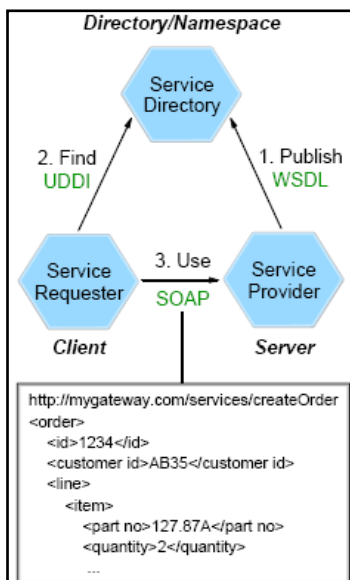 Directory/Namespace
Service
Directory
2. Find
UDDI
1. Publish
WSDL
Service
Requester
3. Use
SOAP
Service
Provider
Client
Server
http://mygateway.com/services/createOrder
<order>
<id>1234</id>
<customer id>AB35</customer id>
<line>
<item>
<part no>127.87A</part no>
<quantity>2</quantity>
...